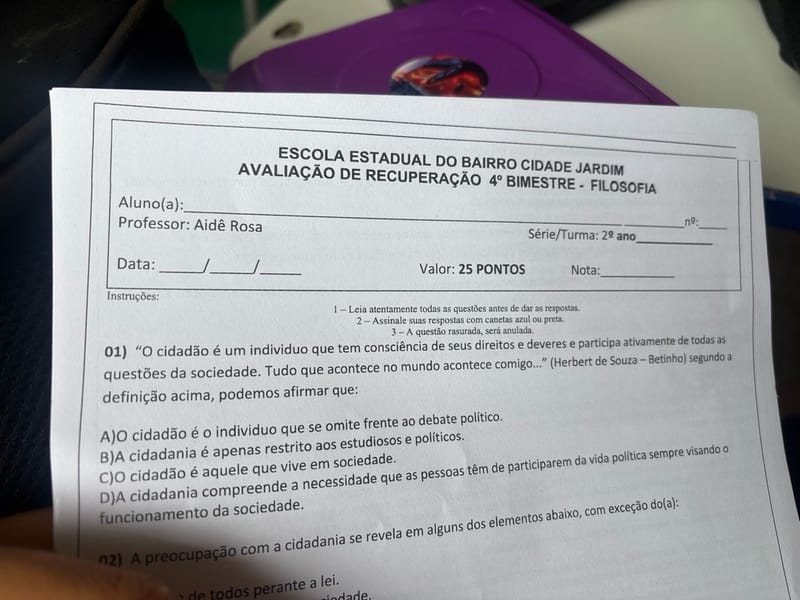 ESCOLA ESTADUAL DO BAIRRO CIDADE JARDIM
AVALIAÇÃO DE RECUPERAÇÃO 4º BIMESTRE - FILOSOFIA
Aluno(a):______________________________ nº:____
Professor: Aidê Rosa
Série/Turma: 2º ano__________
Data: _____/_____/_____
Valor: 25 PONTOS
Nota:__________
Instruções:
1 – Leia atentamente todas as questões antes de dar as respostas.
2 – Assinale suas respostas com canetas azul ou preta.
3 – A questão rasurada, será anulada.
01) "O cidadão é um individuo que tem consciência de seus direitos e deveres e participa ativamente de todas as
questões da sociedade. Tudo que acontece no mundo acontece comigo..." (Herbert de Souza – Betinho) segundo a
definição acima, podemos afirmar que:
A)O cidadão é o individuo que se omite frente ao debate político.
B)A cidadania é apenas restrito aos estudiosos e políticos.
C)O cidadão é aquele que vive em sociedade.
D)A cidadania compreende a necessidade que as pessoas têm de participarem da vida política sempre visando o
funcionamento da sociedade.
02) A preocupação com a cidadania se revela em alguns dos elementos abaixo, com exceção do(a):
de todos perante a lei.